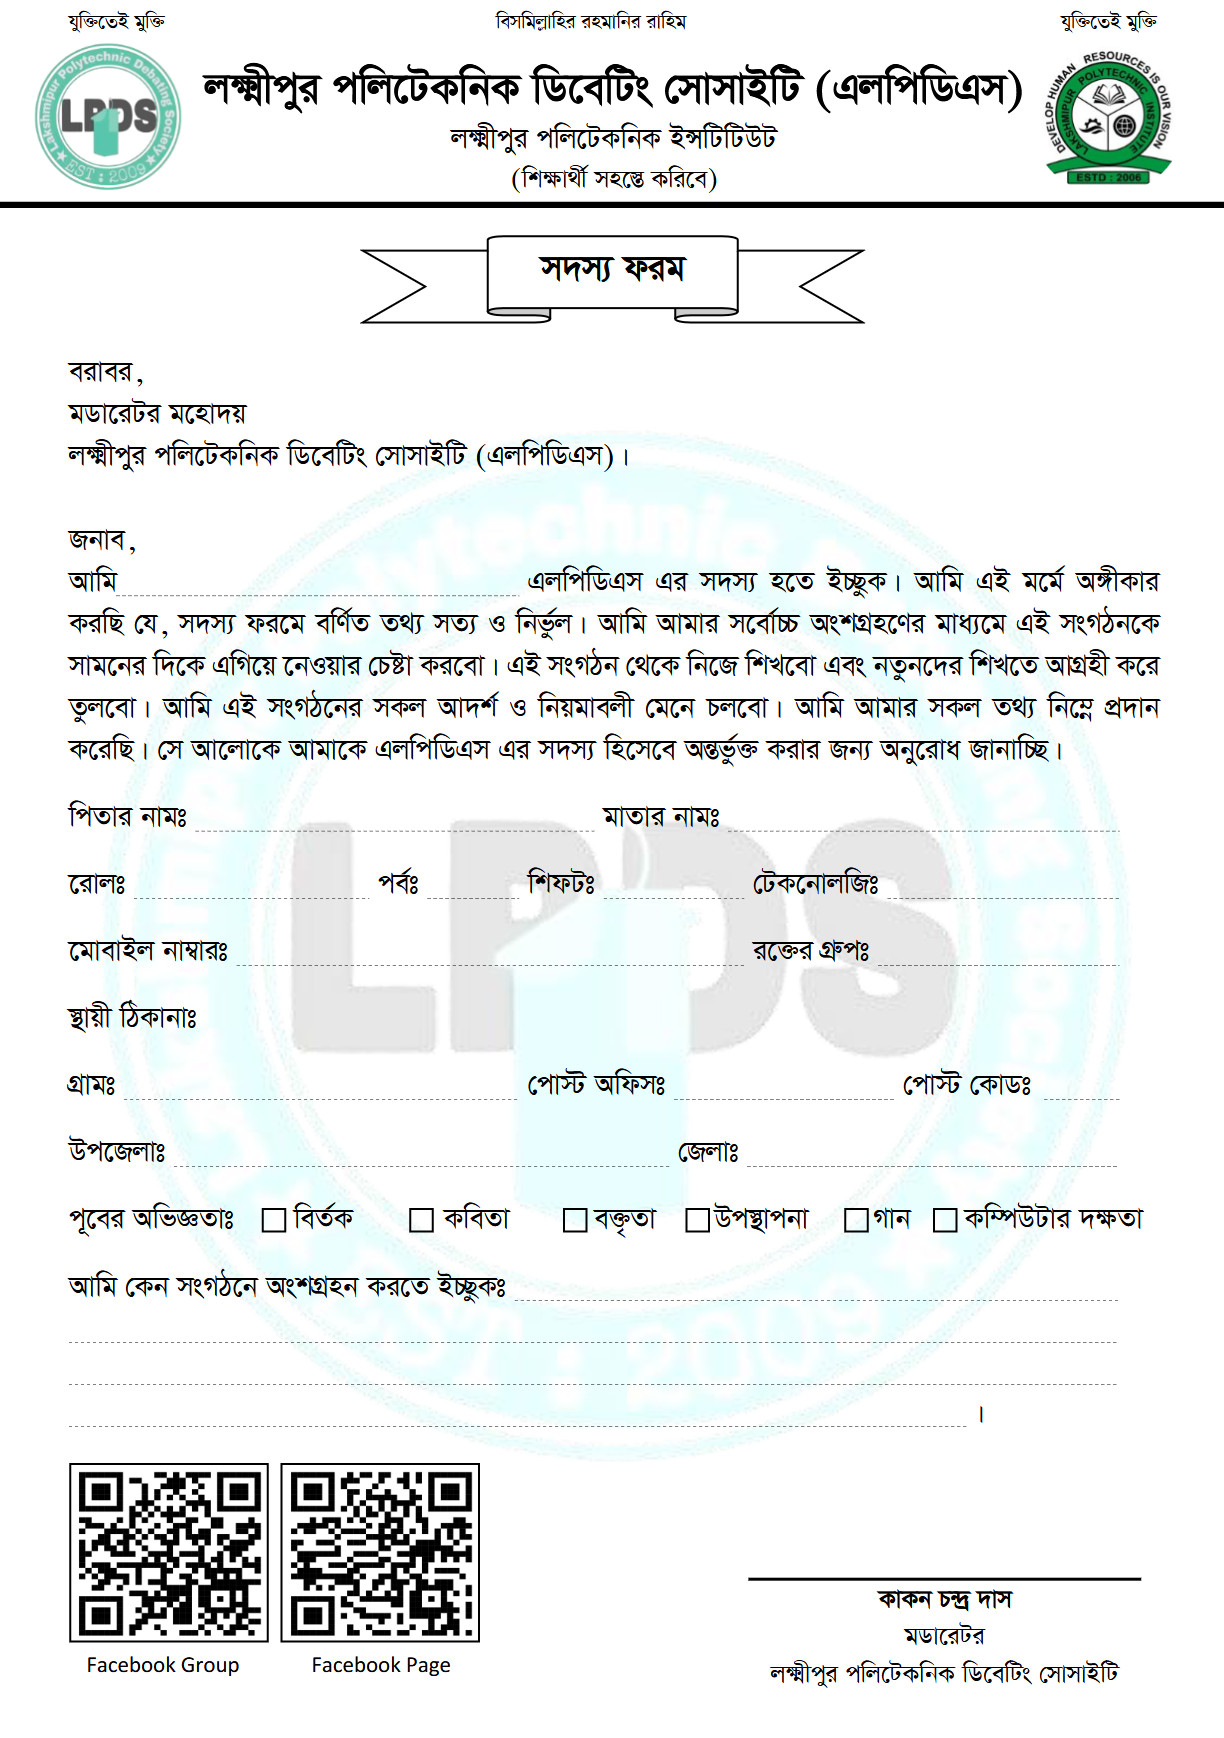 যুক্তিতেই মুক্তি বিসমিল্লাহির রহমানির রাহিম যুক্তিতেই মুক্তি
Lakshmipur Polytechnic Debating Society
LPDS
1
EST : 2009
লক্ষ্মীপুর পলিটেকনিক ডিবেটিং সোসাইটি (এলপিডিএস)
লক্ষ্মীপুর পলিটেকনিক ইন্সটিটিউট
(শিক্ষার্থী সহস্তে করিবে)
DEVELOP HUMAN RESOURCES IS OUR VISION
LAKSHMIPUR POLYTECHNIC INSTITUTE
ESTD : 2006
সদস্য ফরম
বরাবর,
মডারেটর মহোদয়
লক্ষ্মীপুর পলিটেকনিক ডিবেটিং সোসাইটি (এলপিডিএস)।
জনাব,
আমি এলপিডিএস এর সদস্য হতে ইচ্ছুক। আমি এই মর্মে অঙ্গীকার
করছি যে, সদস্য ফরমে বর্ণিত তথ্য সত্য ও নির্ভুল। আমি আমার সর্বোচ্চ অংশগ্রহণের মাধ্যমে এই সংগঠনকে
সামনের দিকে এগিয়ে নেওয়ার চেষ্টা করবো। এই সংগঠন থেকে নিজে শিখবো এবং নতুনদের শিখতে আগ্রহী করে
তুলবো। আমি এই সংগঠনের সকল আদর্শ ও নিয়মাবলী মেনে চলবো। আমি আমার সকল তথ্য নিম্নে প্রদান
করেছি। সে আলোকে আমাকে এলপিডিএস এর সদস্য হিসেবে অন্তর্ভুক্ত করার জন্য অনুরোধ জানাচ্ছি।
পিতার নামঃ মাতার নামঃ
রোলঃ পর্বঃ শিফটঃ টেকনোলজিঃ
মোবাইল নাম্বারঃ রক্তের গ্রুপঃ
স্থায়ী ঠিকানাঃ
গ্রামঃ পোস্ট অফিসঃ পোস্ট কোডঃ
উপজেলাঃ জেলাঃ
পূবের অভিজ্ঞতাঃ বির্তক কবিতা বক্তৃতা উপস্থাপনা গান কম্পিউটার দক্ষতা
আমি কেন সংগঠনে অংশগ্রহন করতে ইচ্ছুকঃ
।
Facebook Group Facebook Page
কাকন চন্দ্র দাস
মডারেটর
লক্ষ্মীপুর পলিটেকনিক ডিবেটিং সোসাইটি